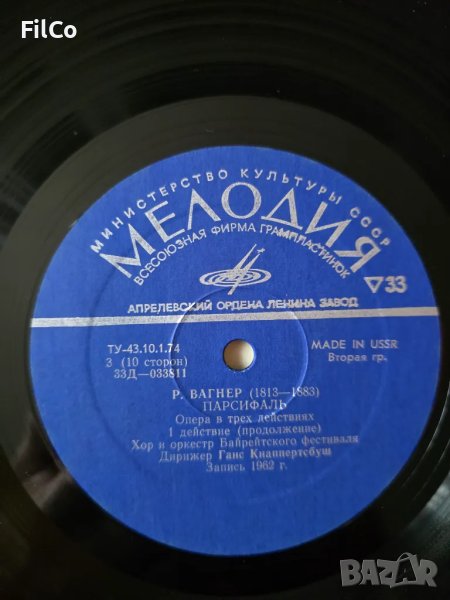 FilCo
МИНИСТЕРСТВО КУЛЬТУРЫ СССР
МЕЛОДИЯ
ВСЕСОЮЗНАЯ ФИРМА ГРАМПЛАСТИНОК
▽33
АПРЕЛЕВСКИЙ ОРДЕНА ЛЕНИНА ЗАВОД
ТУ-43.10.1.74
3 (10 сторон)
33Д—033811
MADE IN USSR
Вторая гр.
Р. ВАГНЕР (1813—1883)
ПАРСИФАЛЬ
Опера в трех действиях
1 действие (продолжение)
Хор и оркестр Байрейтского фестиваля
Дирижер Ганс Кнаппертсбуш
Запись 1962 г.
BAZAR